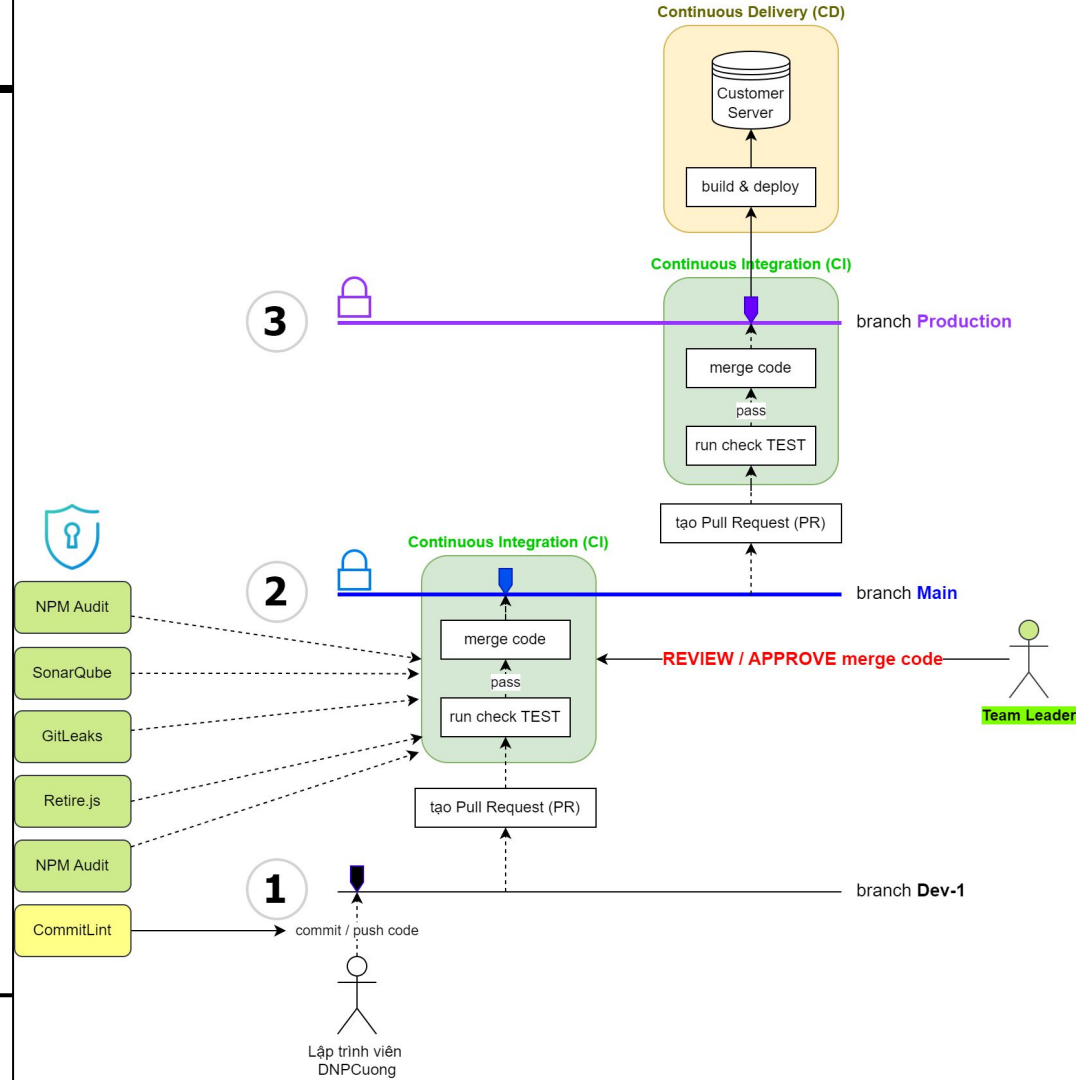 Continuous Delivery (CD)
Customer
Server
build & deploy
Continuous Integration (CI)
3
branch Production
merge code
pass
run check TEST
tạo Pull Request (PR)
Continuous Integration (CI)
2
branch Main
NPM Audit
merge code
REVIEW / APPROVE merge code
SonarQube
pass
run check TEST
Team Leader
GitLeaks
Retire.js
tạo Pull Request (PR)
NPM Audit
1
branch Dev-1
CommitLint
commit / push code
Lập trình viên
DNPCuong